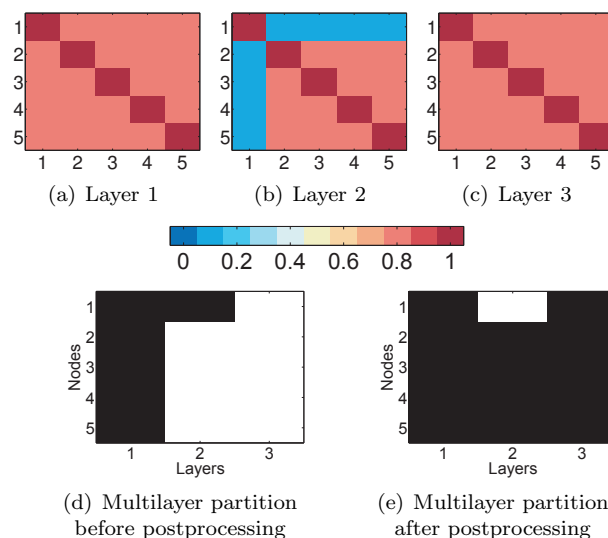 1
2
3
4
5
1 2 3 4 5
(a) Layer 1
1
2
3
4
5
1 2 3 4 5
(b) Layer 2
1
2
3
4
5
1 2 3 4 5
(c) Layer 3
0 0.2 0.4 0.6 0.8 1
Nodes
1
2
3
4
5
1 2 3
Layers
(d) Multilayer partition
before postprocessing
Nodes
1
2
3
4
5
1 2 3
Layers
(e) Multilayer partition
after postprocessing